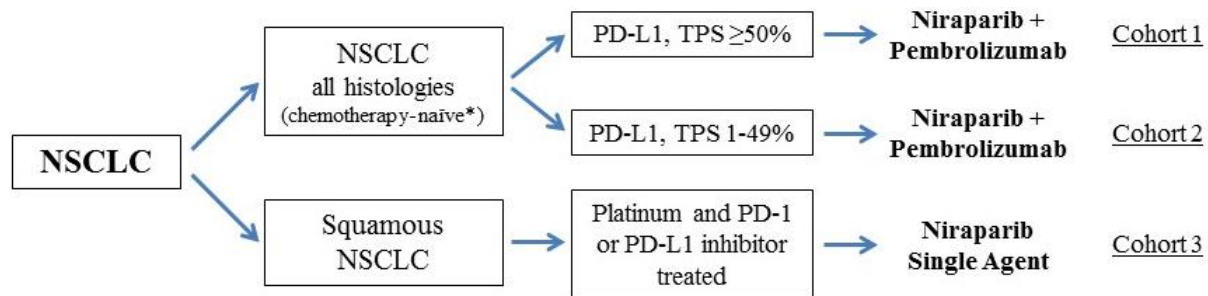 NSCLC
NSCLC
all histologies
(chemotherapy-naïve*)
PD-L1, TPS ≥50%
Niraparib +
Pembrolizumab
Cohort 1
PD-L1, TPS 1-49%
Niraparib +
Pembrolizumab
Cohort 2
Squamous
NSCLC
Platinum and PD-1
or PD-L1 inhibitor
treated
Niraparib
Single Agent
Cohort 3